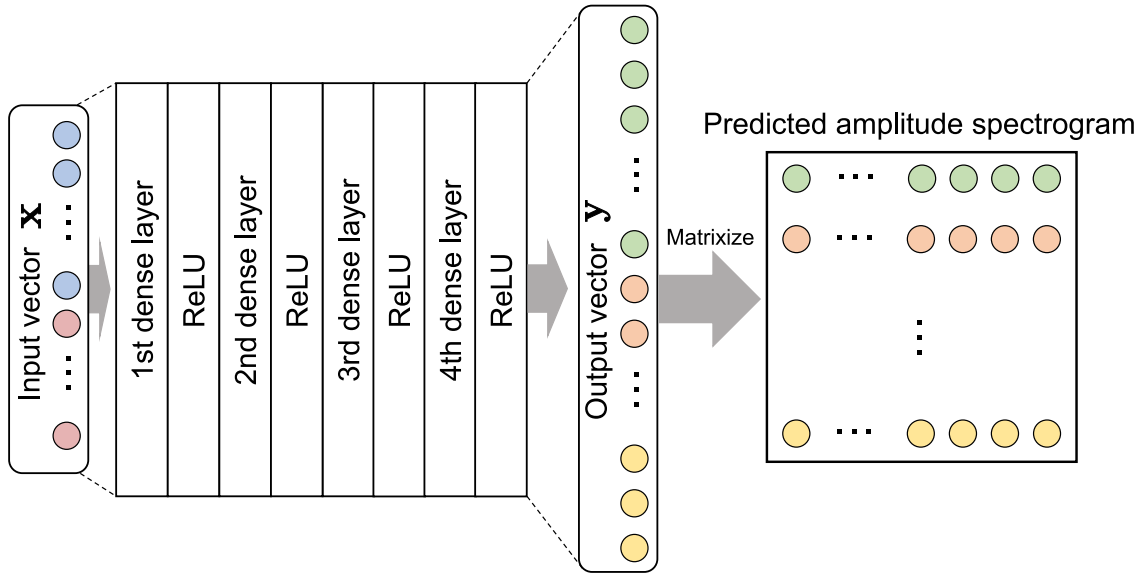 Input vector x
1st dense layer
ReLU
2nd dense layer
ReLU
3rd dense layer
ReLU
4th dense layer
ReLU
Output vector y
Matrixize
Predicted amplitude spectrogram